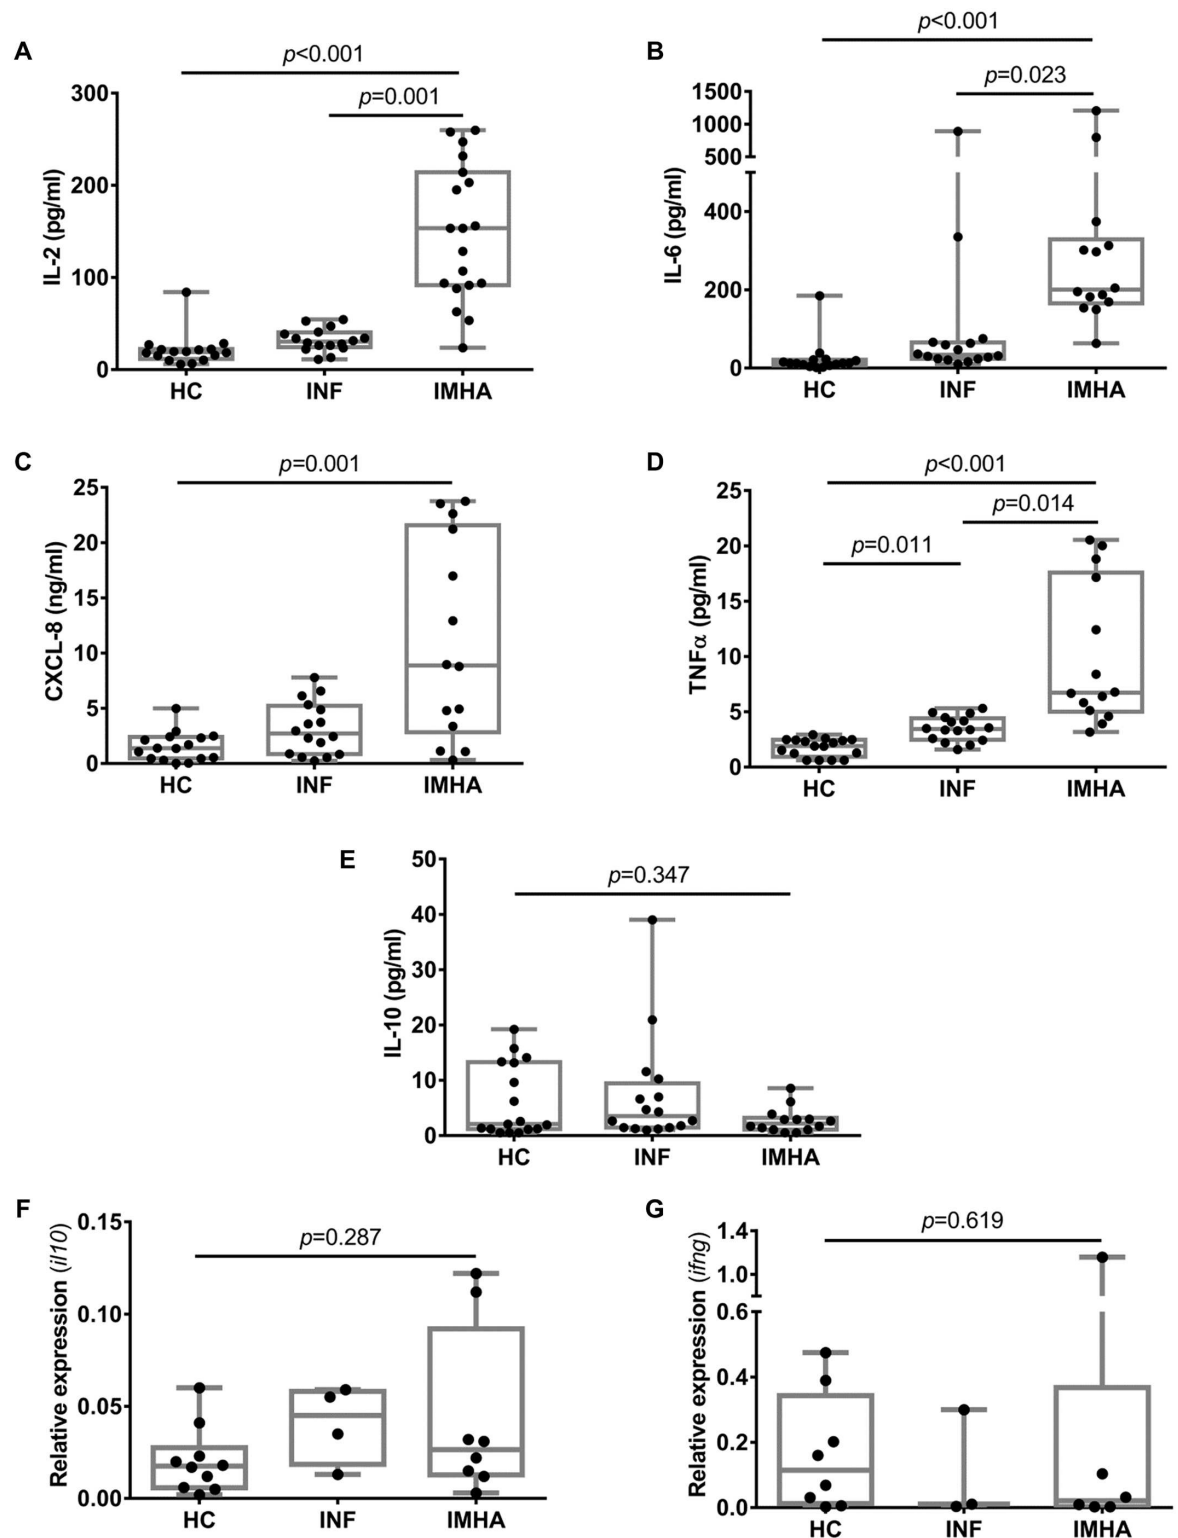 A
p<0.001
p=0.001
IL-2 (pg/ml)
300
200
100
0
HC INF IMHA
B
p<0.001
p=0.023
IL-6 (pg/ml)
1500
1000
500
400
200
0
HC INF IMHA
C
p=0.001
CXCL-8 (ng/ml)
25
20
15
10
5
0
HC INF IMHA
D
p<0.001
p=0.014
p=0.011
TNFα (pg/ml)
25
20
15
10
5
0
HC INF IMHA
E
p=0.347
IL-10 (pg/ml)
50
40
30
20
10
0
HC INF IMHA
F
p=0.287
Relative expression (il10)
0.15
0.10
0.05
0.00
HC INF IMHA
G
p=0.619
Relative expression (ifng)
1.4
1.0
0.6
0.4
0.2
0.0
HC INF IMHA